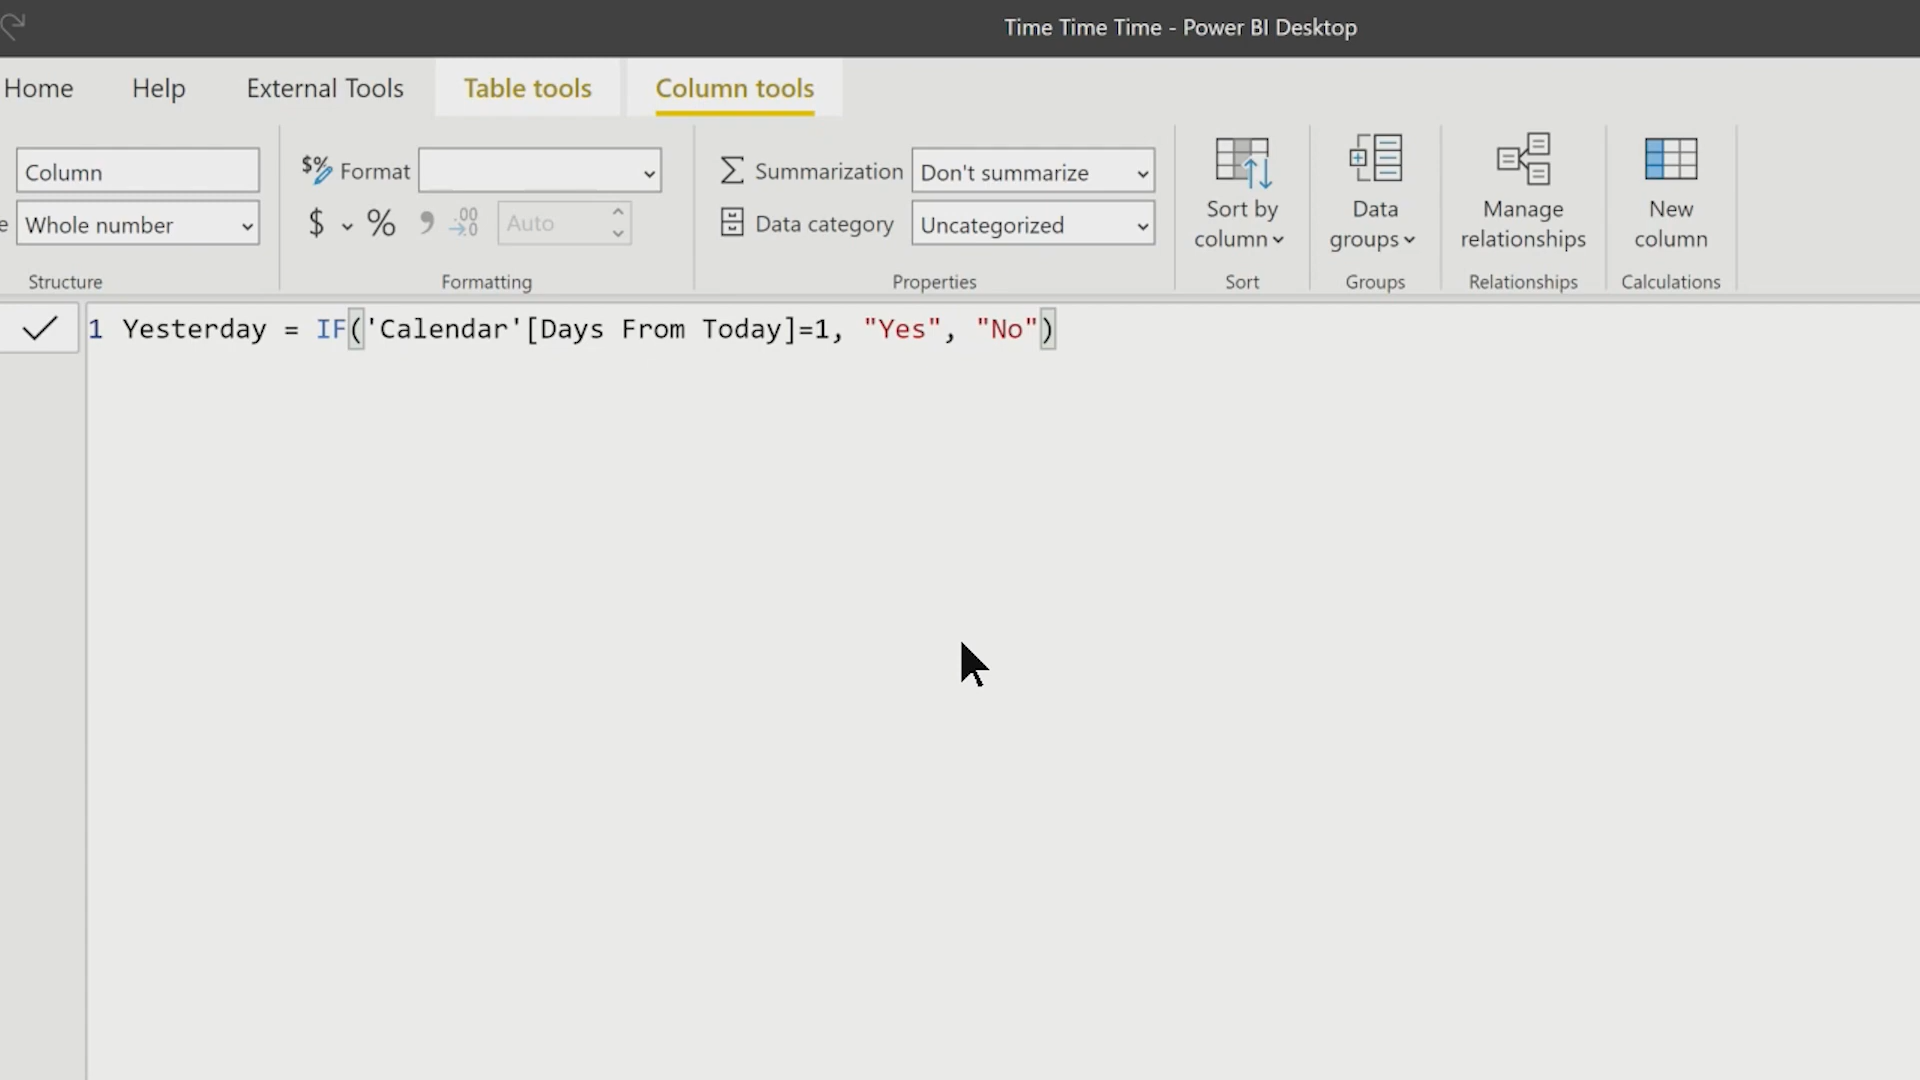 Time Time Time - Power BI Desktop
Home Help External Tools Table tools Column tools
Column
$% Format
Summarization Don't summarize
e Whole number
$ % , .00 .0 Auto
Data category Uncategorized
Sort by column
Data groups
Manage relationships
New column
Structure Formatting Properties Sort Groups Relationships Calculations
1 Yesterday = IF('Calendar'[Days From Today]=1, "Yes", "No")